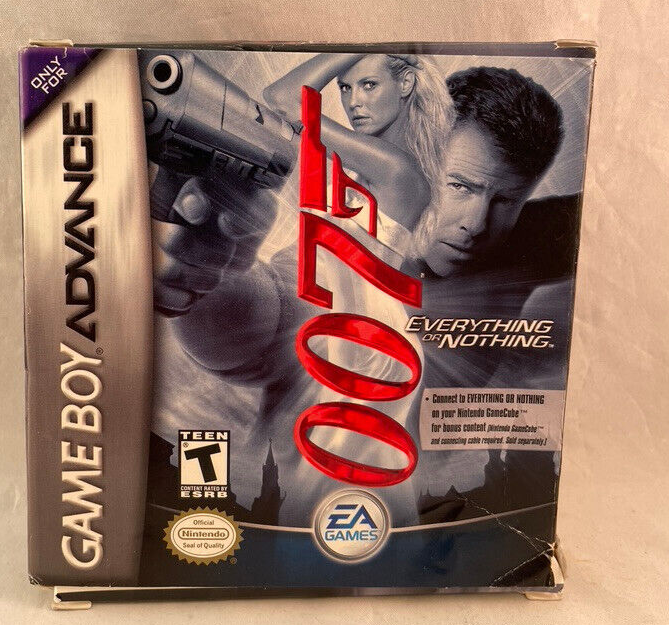 ONLY
FOR
GAME BOY ADVANCE
007
EVERYTHING
OR NOTHING™
• Connect to EVERYTHING OR NOTHING
on your Nintendo GameCube™
for bonus content (Nintendo GameCube™
and connecting cable required. Sold separately.)
TEEN
T
CONTENT RATED BY
ESRB
Official
Nintendo
Seal of Quality
EA
GAMES